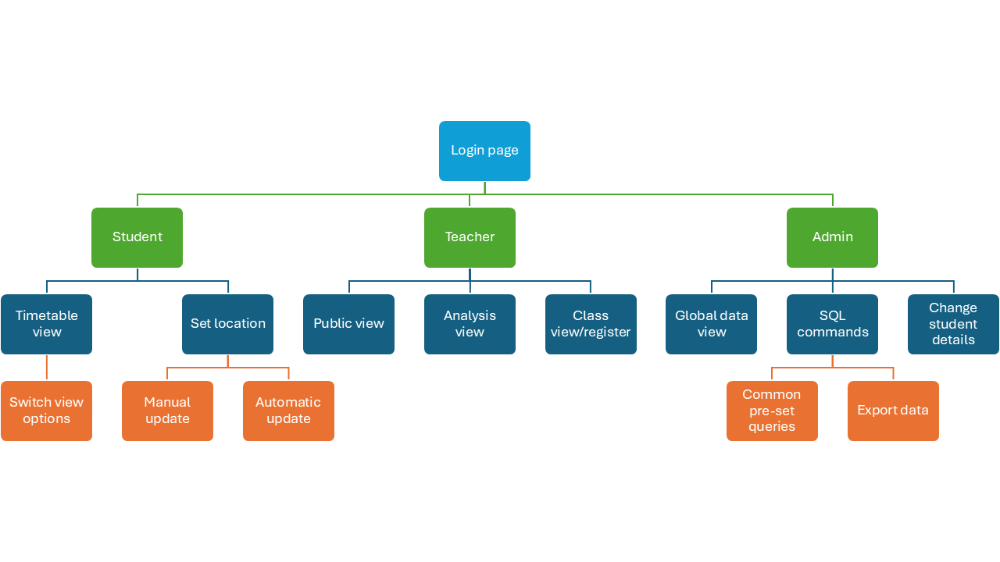 Login page
Student
Teacher
Admin
Timetable
view
Set location
Public view
Analysis
view
Class
view/register
Global data
view
SQL
commands
Change
student
details
Switch view
options
Manual
update
Automatic
update
Common
pre-set
queries
Export data